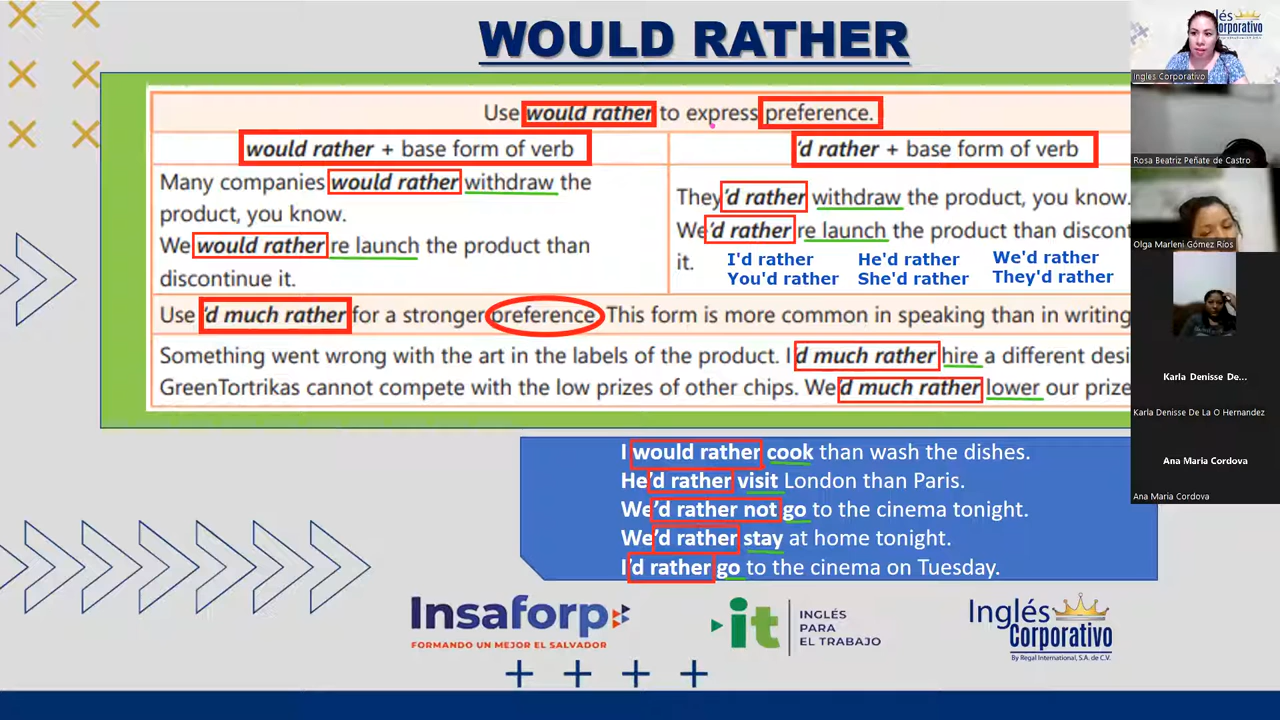 WOULD RATHER
Use would rather to express preference.
would rather + base form of verb
'd rather + base form of verb
Many companies would rather withdraw the
product, you know.
We would rather re launch the product than
discontinue it.
They'd rather withdraw the product, you know.
We'd rather re launch the product than discont
it.
I'd rather
He'd rather
We'd rather
You'd rather
She'd rather
They'd rather
Use 'd much rather for a stronger preference. This form is more common in speaking than in writing
Something went wrong with the art in the labels of the product. I'd much rather hire a different desi
GreenTortrikas cannot compete with the low prizes of other chips. We'd much rather lower our prize
I would rather cook than wash the dishes.
He'd rather visit London than Paris.
We'd rather not go to the cinema tonight.
We'd rather stay at home tonight.
I'd rather go to the cinema on Tuesday.
Insaforp
FORMANDO UN MEJOR EL SALVADOR
it
INGLÉS
PARA
EL TRABAJO
Inglés
Corporativo
By Regal International, S.A. de C.V.
Ingles Corporativo
Rosa Beatriz Peñate de Castro
Olga Marleni Gómez Ríos
Karla Denisse De...
Karla Denisse De La O Hernandez
Ana Maria Cordova
Ana Maria Cordova